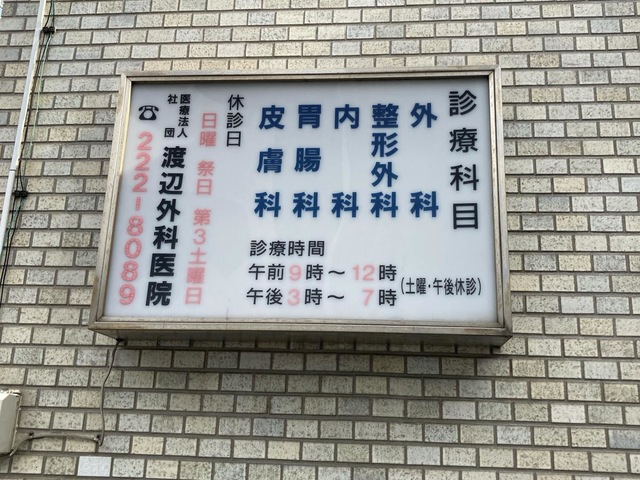 診療科目
外科
整形外科
内科
胃腸科
皮膚科
診療時間
午前9時～12時
午後3時～7時
(土曜・午後休診)
休診日
日曜 祭日 第3土曜日
医療法人
社団
渡辺外科医院
☎222-8089